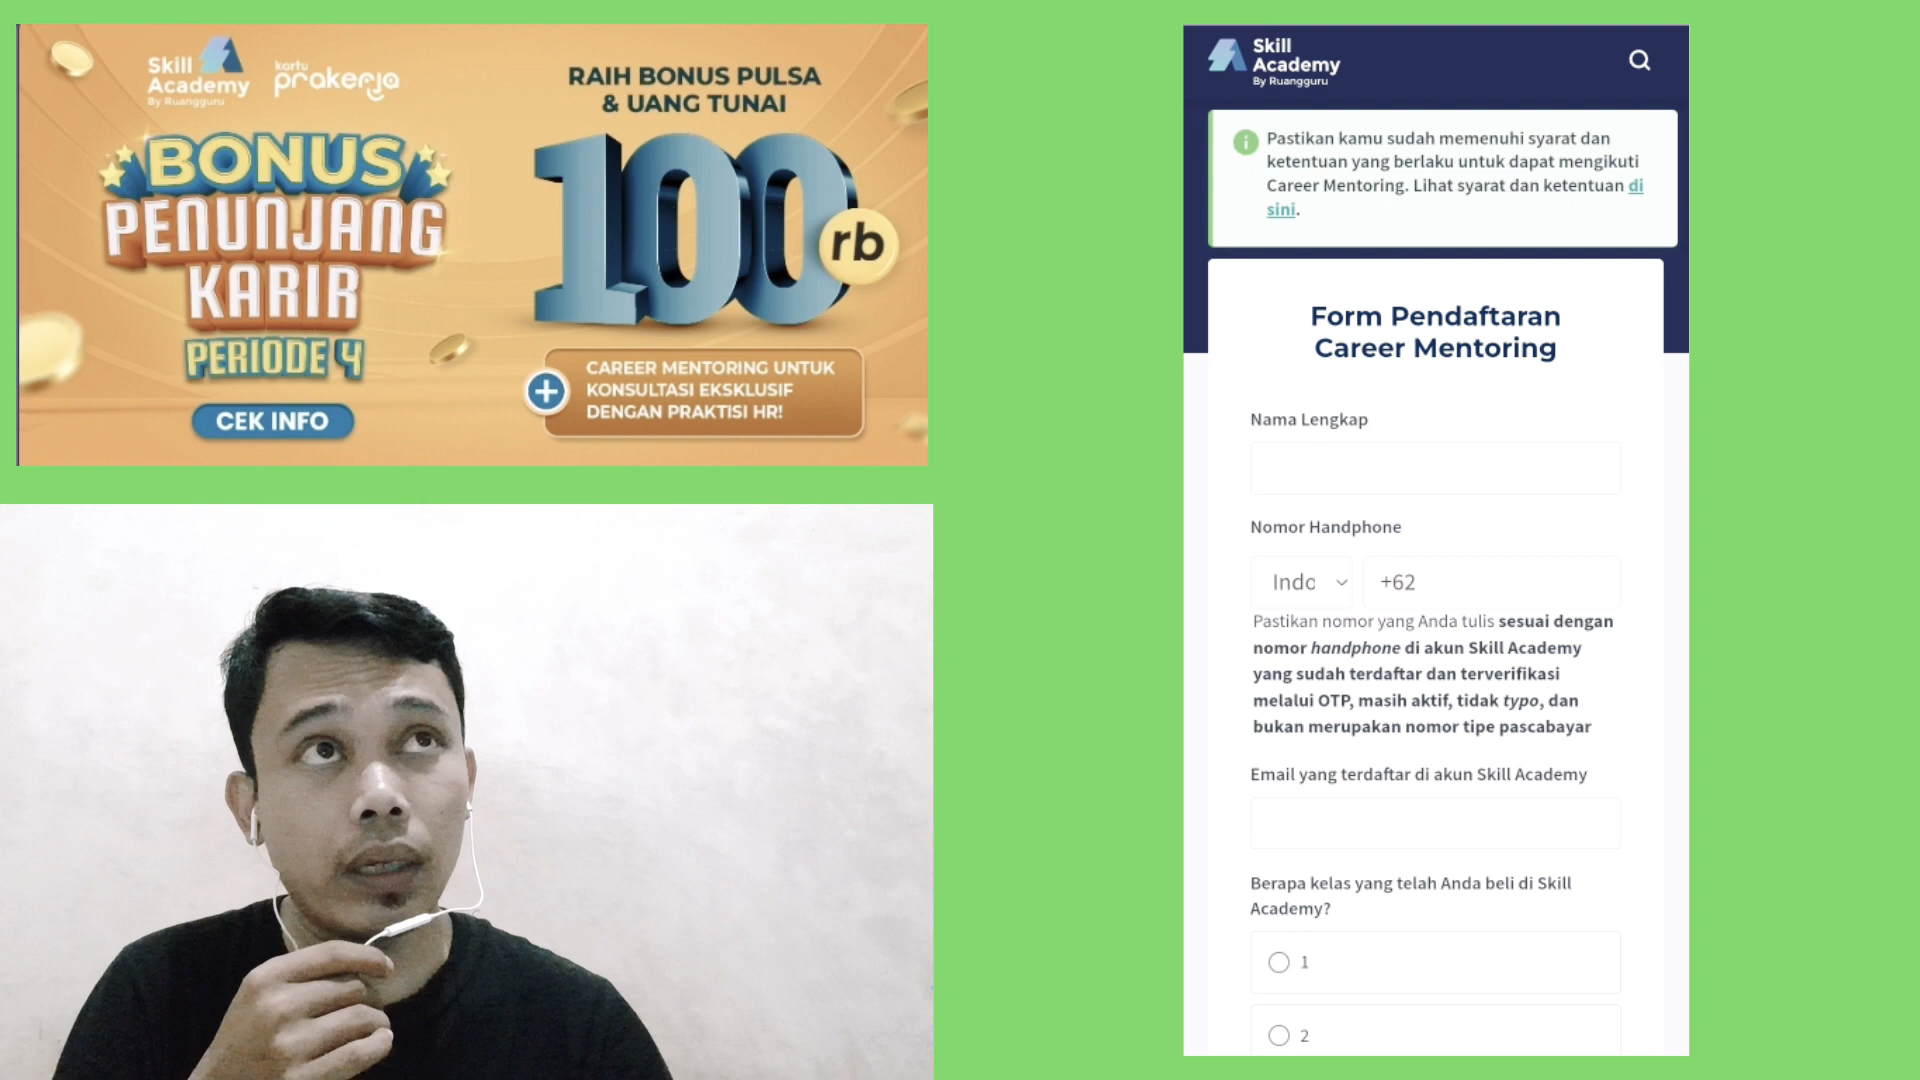 Skill
Academy
By Ruangguru
kartu
prakerja
BONUS
PENUNJANG
KARIR
PERIODE 4
CEK INFO
RAIH BONUS PULSA
& UANG TUNAI
100
rb
+
CAREER MENTORING UNTUK
KONSULTASI EKSKLUSIF
DENGAN PRAKTISI HR!
Skill
Academy
By Ruangguru
Pastikan kamu sudah memenuhi syarat dan
ketentuan yang berlaku untuk dapat mengikuti
Career Mentoring. Lihat syarat dan ketentuan di
sini.
Form Pendaftaran
Career Mentoring
Nama Lengkap
Nomor Handphone
Indo +62
Pastikan nomor yang Anda tulis sesuai dengan
nomor handphone di akun Skill Academy
yang sudah terdaftar dan terverifikasi
melalui OTP, masih aktif, tidak typo, dan
bukan merupakan nomor tipe pascabayar
Email yang terdaftar di akun Skill Academy
Berapa kelas yang telah Anda beli di Skill
Academy?
1
2